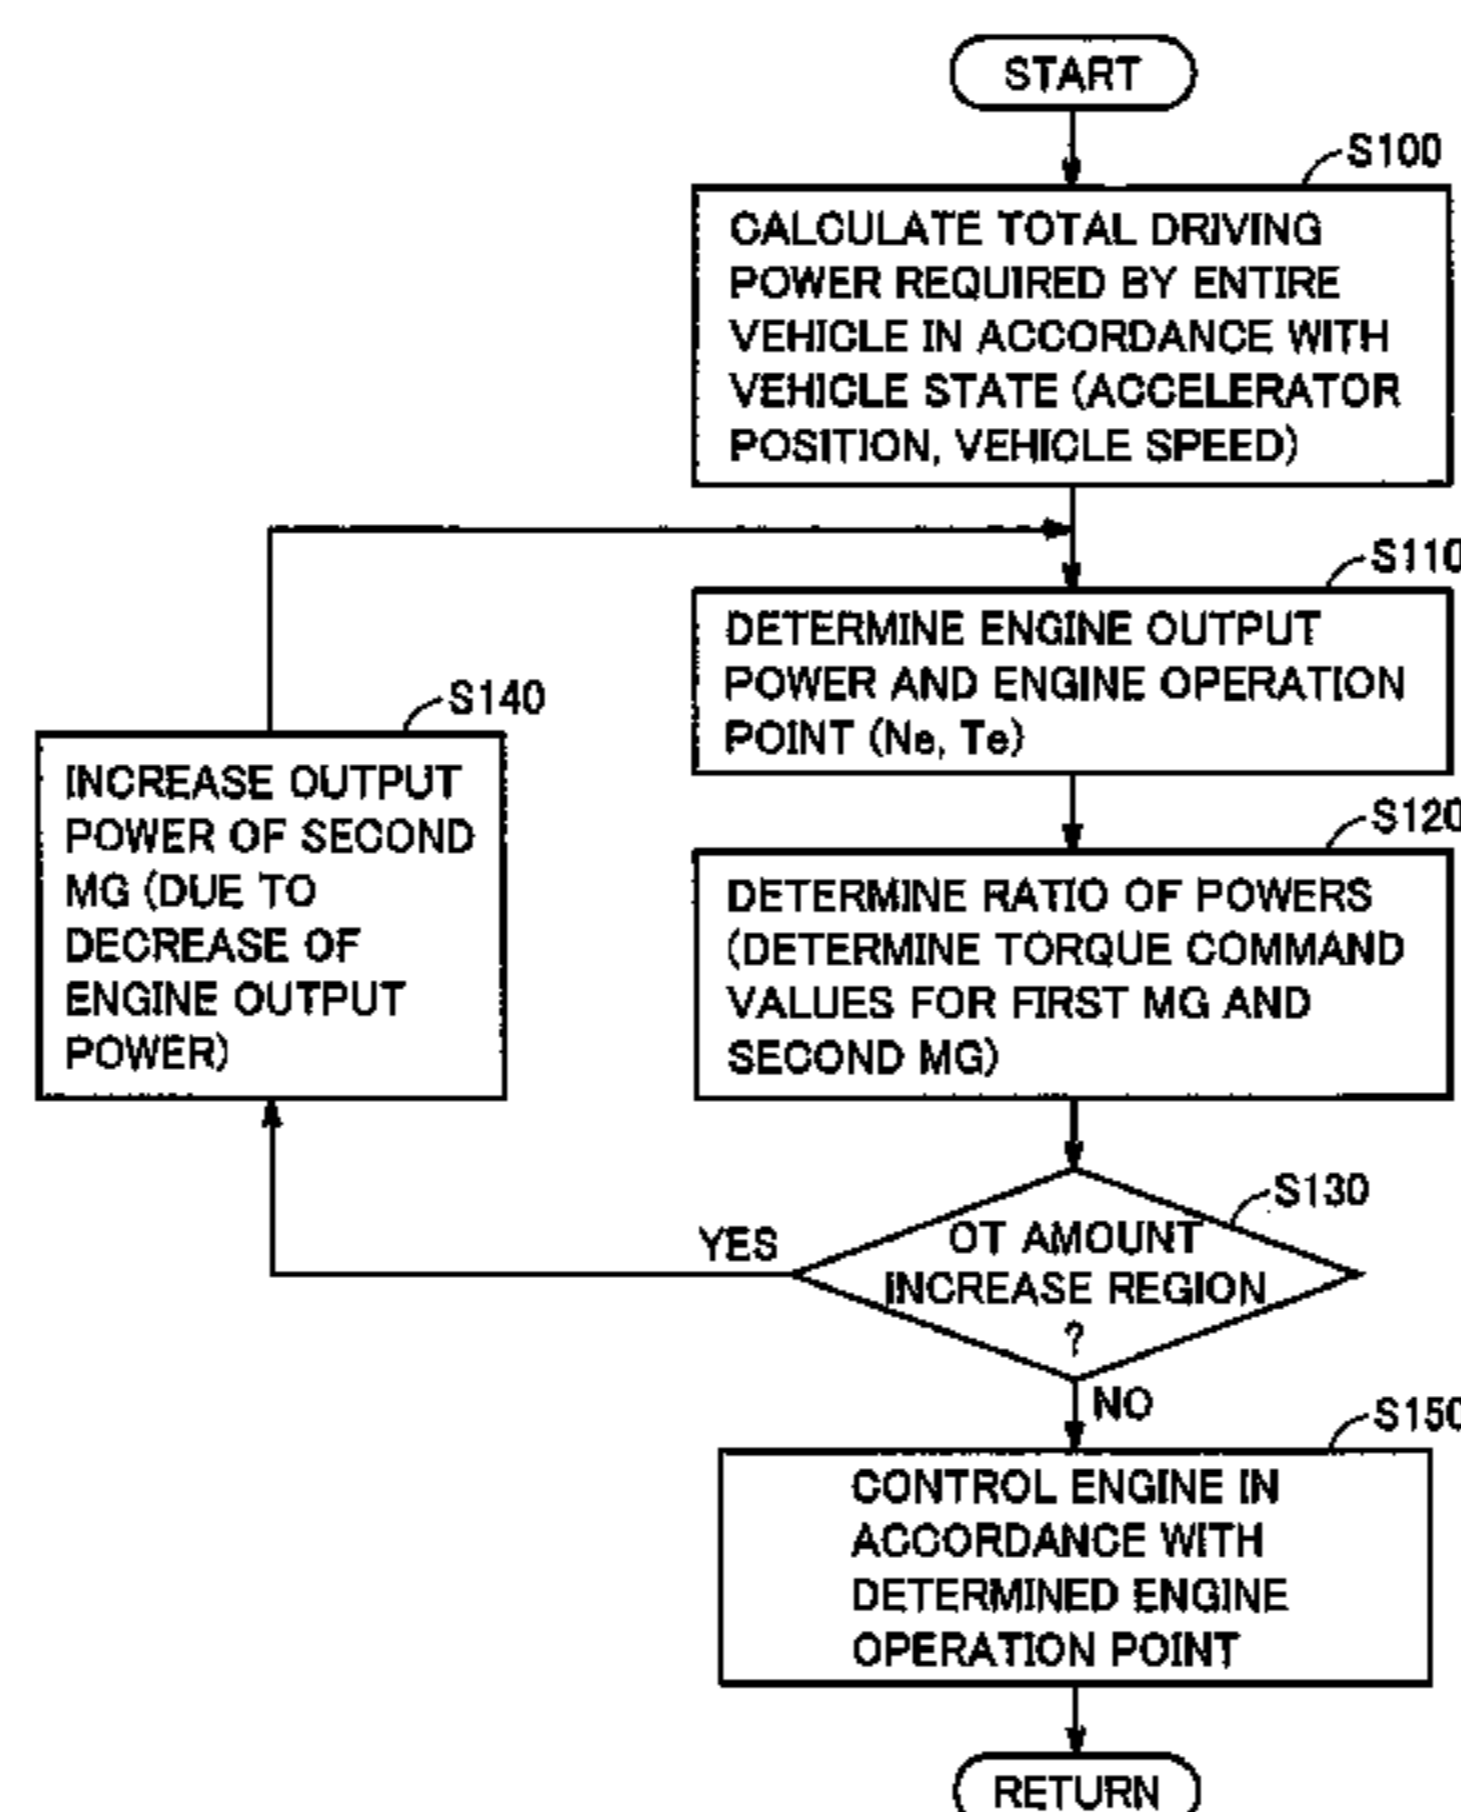 START
S100
CALCULATE TOTAL DRIVING
POWER REQUIRED BY ENTIRE
VEHICLE IN ACCORDANCE WITH
VEHICLE STATE (ACCELERATOR
POSITION, VEHICLE SPEED)
S110
DETERMINE ENGINE OUTPUT
POWER AND ENGINE OPERATION
POINT (Ne, Te)
S140
INCREASE OUTPUT
POWER OF SECOND
MG (DUE TO
DECREASE OF
ENGINE OUTPUT
POWER)
S120
DETERMINE RATIO OF POWERS
(DETERMINE TORQUE COMMAND
VALUES FOR FIRST MG AND
SECOND MG)
S130
OT AMOUNT
INCREASE REGION
?
YES
NO
S150
CONTROL ENGINE IN
ACCORDANCE WITH
DETERMINED ENGINE
OPERATION POINT
RETURN